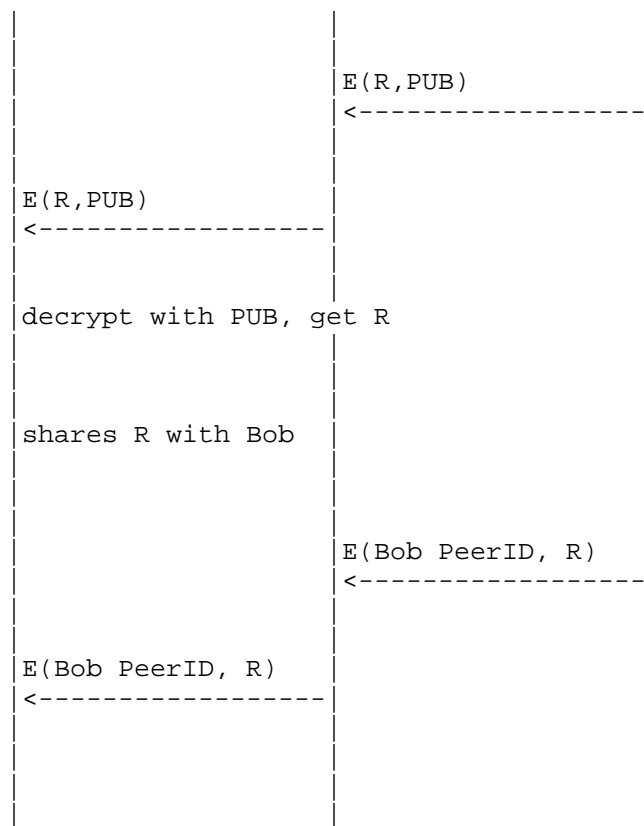 E(R,PUB)
<------------------
E(R,PUB)
<------------------
decrypt with PUB, get R
shares R with Bob
E(Bob PeerID, R)
<------------------
E(Bob PeerID, R)
<------------------